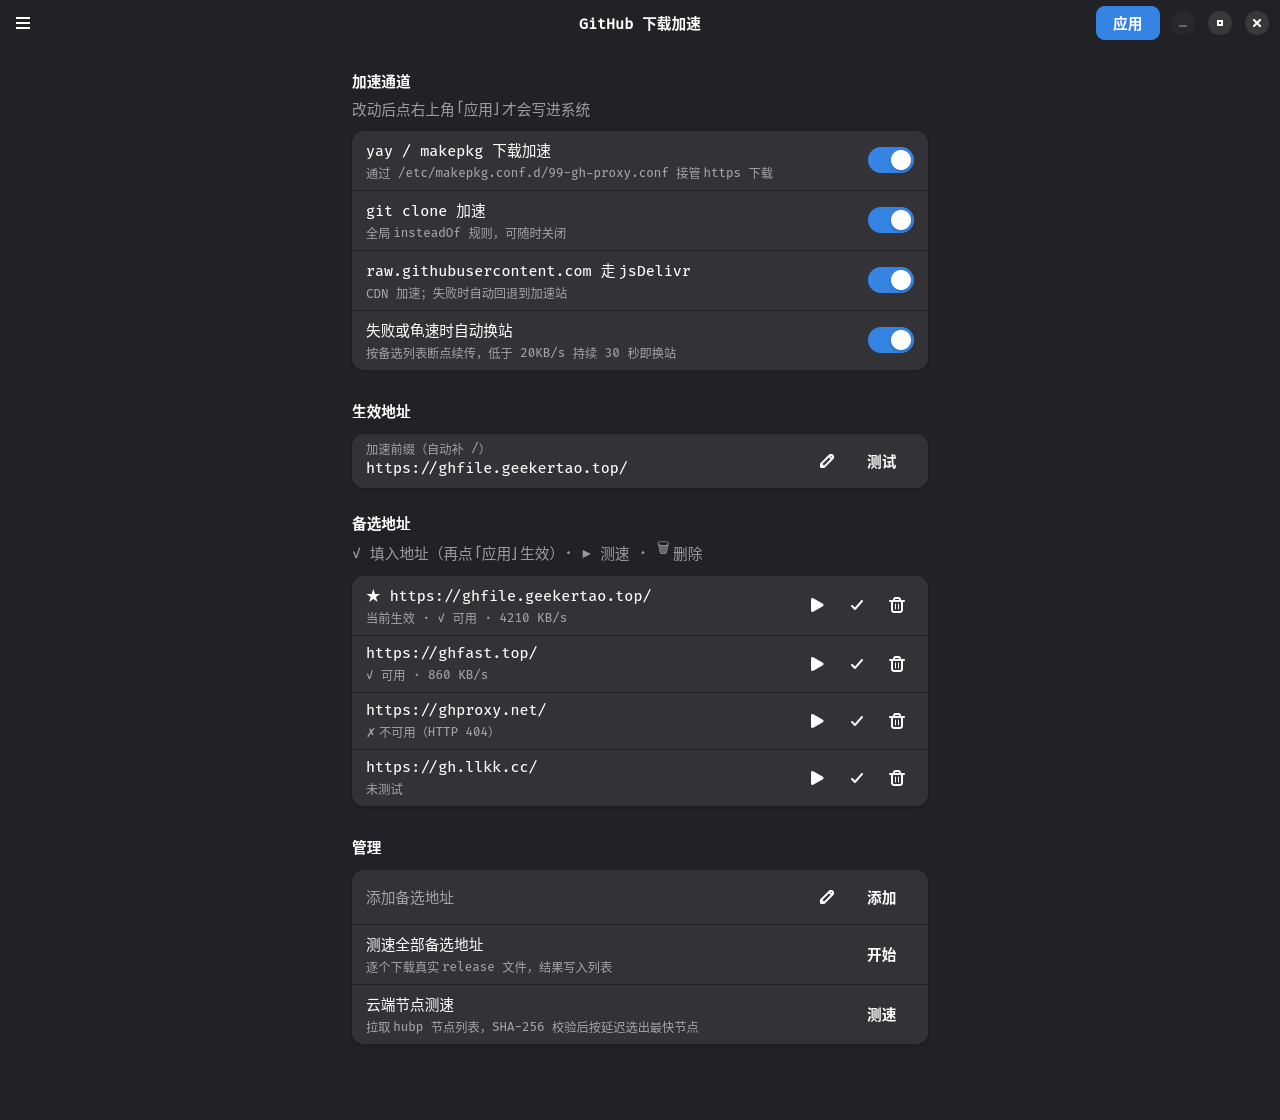 GitHub 下载加速
应用
加速通道
改动后点右上角「应用」才会写进系统
yay / makepkg 下载加速
通过 /etc/makepkg.conf.d/99-gh-proxy.conf 接管 https 下载
git clone 加速
全局 insteadOf 规则，可随时关闭
raw.githubusercontent.com 走 jsDelivr
CDN 加速；失败时自动回退到加速站
失败或龟速时自动换站
按备选列表断点续传，低于 20KB/s 持续 30 秒即换站
生效地址
加速前缀（自动补 /）
https://ghfile.geekertao.top/
测试
备选地址
✓ 填入地址（再点「应用」生效）· ▶ 测速 · 🗑 删除
★ https://ghfile.geekertao.top/
当前生效 · ✓ 可用 · 4210 KB/s
https://ghfast.top/
✓ 可用 · 860 KB/s
https://ghproxy.net/
✗ 不可用（HTTP 404）
https://gh.llkk.cc/
未测试
管理
添加备选地址
添加
测速全部备选地址
逐个下载真实 release 文件，结果写入列表
开始
云端节点测速
拉取 hubp 节点列表，SHA-256 校验后按延迟选出最快节点
测速